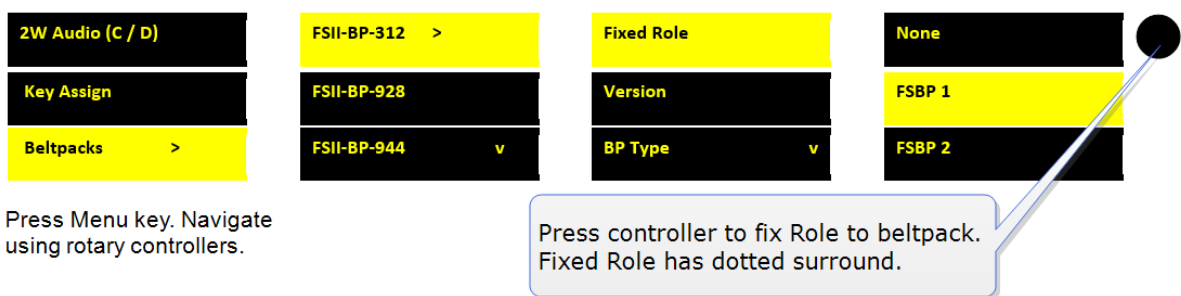 2W Audio (C / D)
Key Assign
Beltpacks >
FSII-BP-312 >
FSII-BP-928
FSII-BP-944 v
Fixed Role
Version
BP Type v
None
FSBP 1
FSBP 2
Press Menu key. Navigate
using rotary controllers.
Press controller to fix Role to beltpack.
Fixed Role has dotted surround.